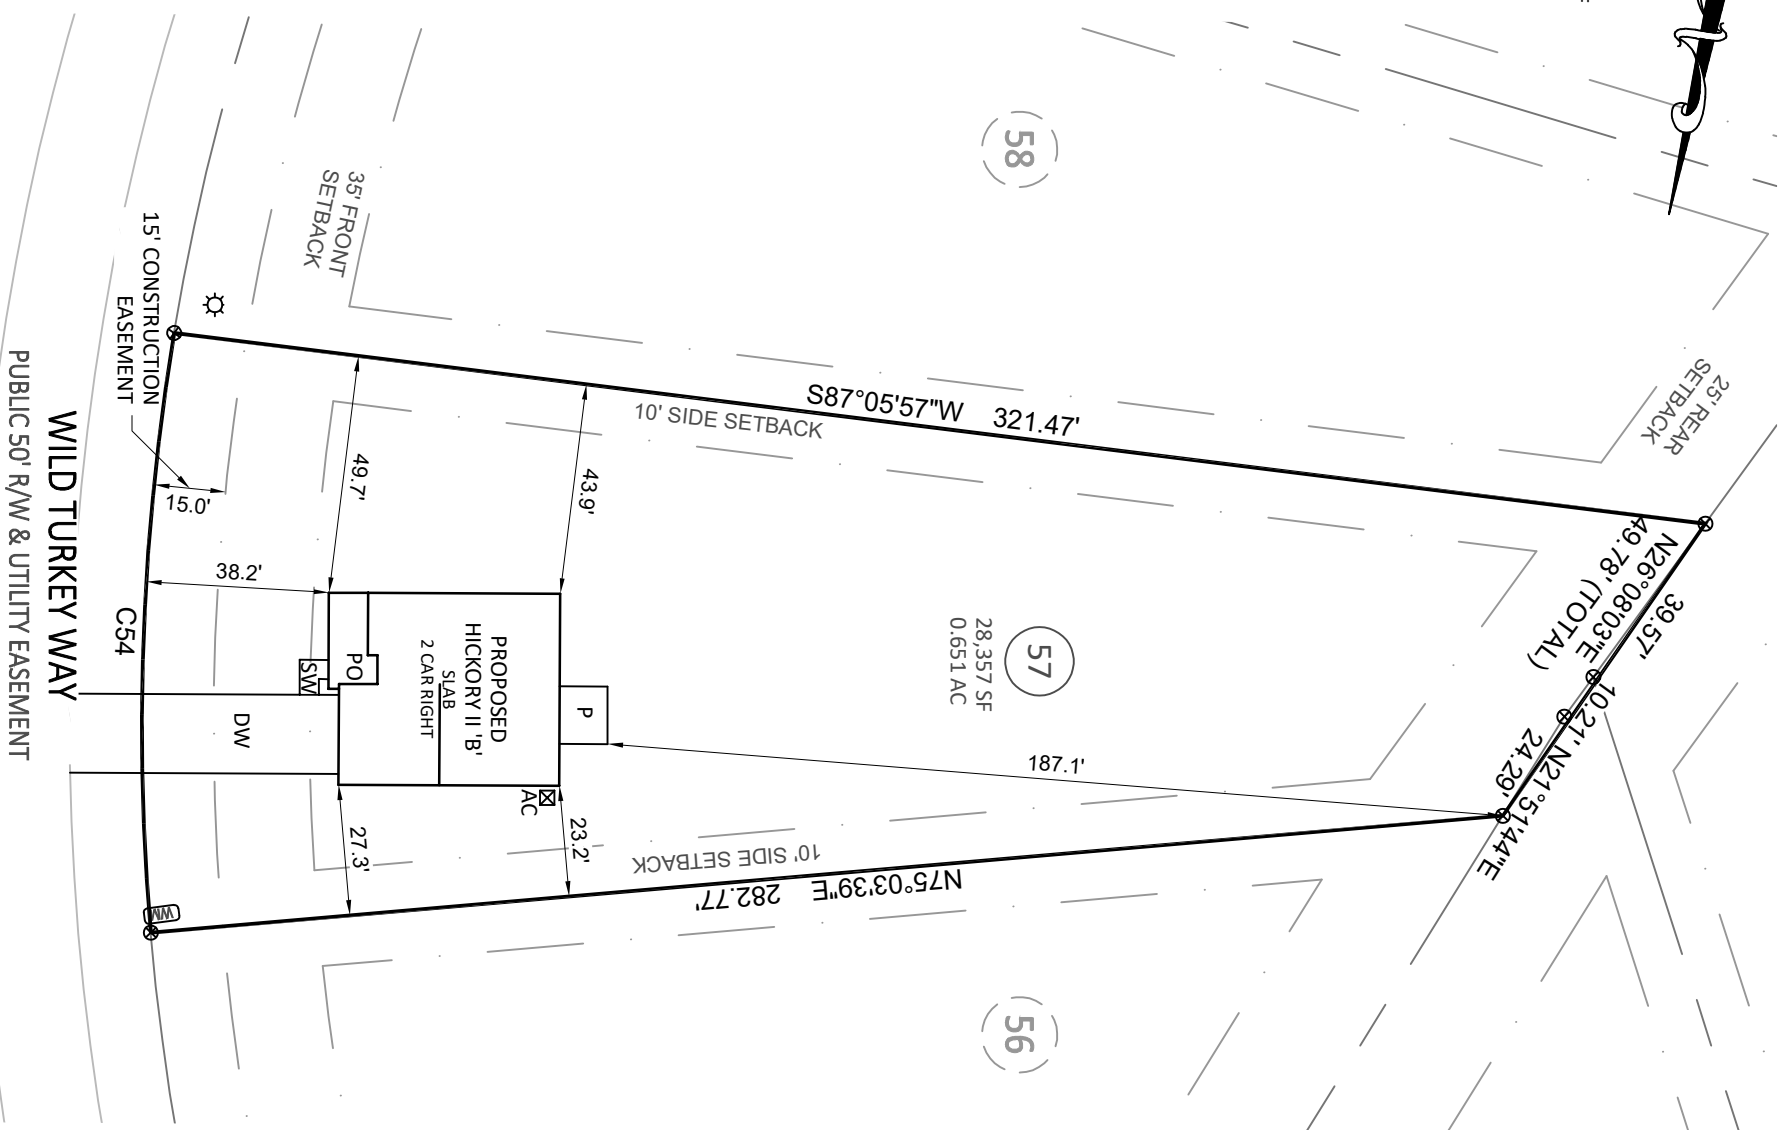 58
35' FRONT
SETBACK
15' CONSTRUCTION
EASEMENT
25' REAR
SETBACK
S87°05'57"W 321.47'
10' SIDE SETBACK
49.7'
43.9'
15.0'
38.2'
WILD TURKEY WAY
PUBLIC 50' R/W & UTILITY EASEMENT
C54
N26°08'03"E
49.78' (TOTAL)
39.57'
10.21'
N21°51'44"E
24.29'
57
28,357 SF
0.651 AC
PROPOSED
HICKORY II 'B'
SLAB
2 CAR RIGHT
PO
SW
DW
P
AC
187.1'
27.3'
23.2'
10' SIDE SETBACK
N75°03'39"E 282.77'
WM
56